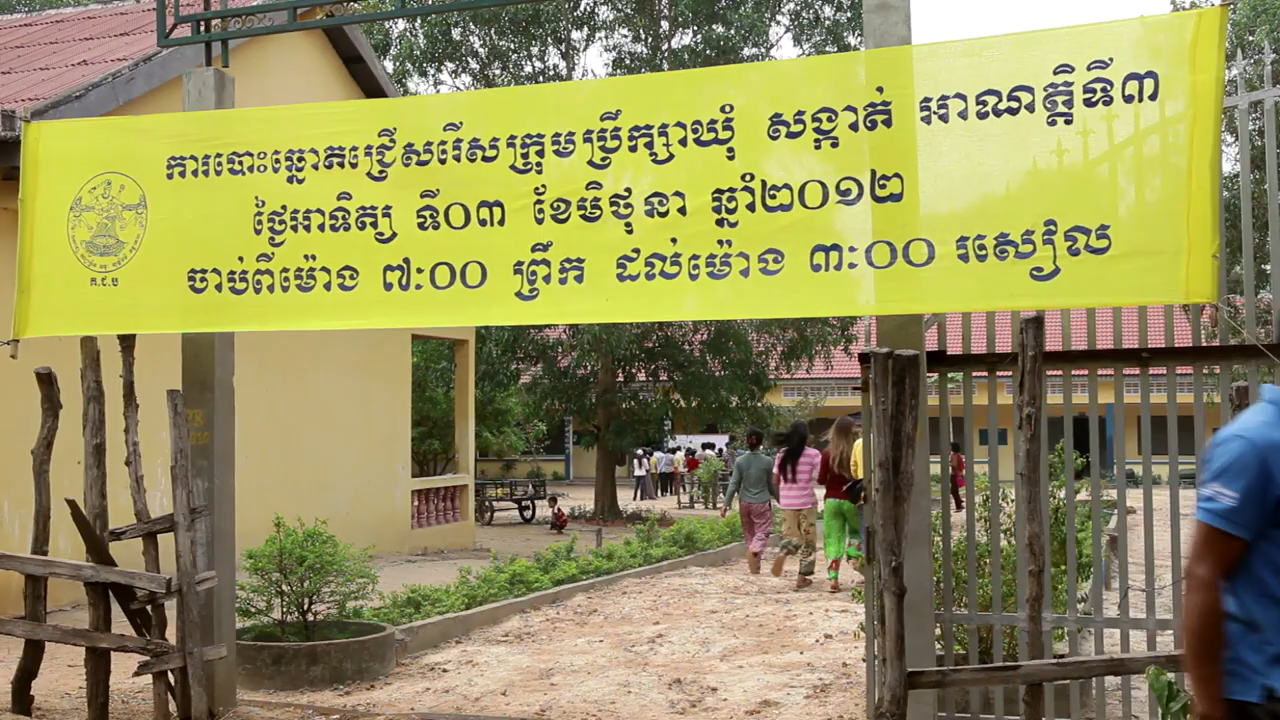 ការបោះឆ្នោតជ្រើសរើសក្រុមប្រឹក្សាឃុំ សង្កាត់ អាណត្តិទី៣
ថ្ងៃអាទិត្យ ទី០៣ ខែមិថុនា ឆ្នាំ២០១២
ចាប់ពីម៉ោង ៧:០០ ព្រឹក ដល់ម៉ោង ៣:០០ រសៀល
គ.ជ.ប